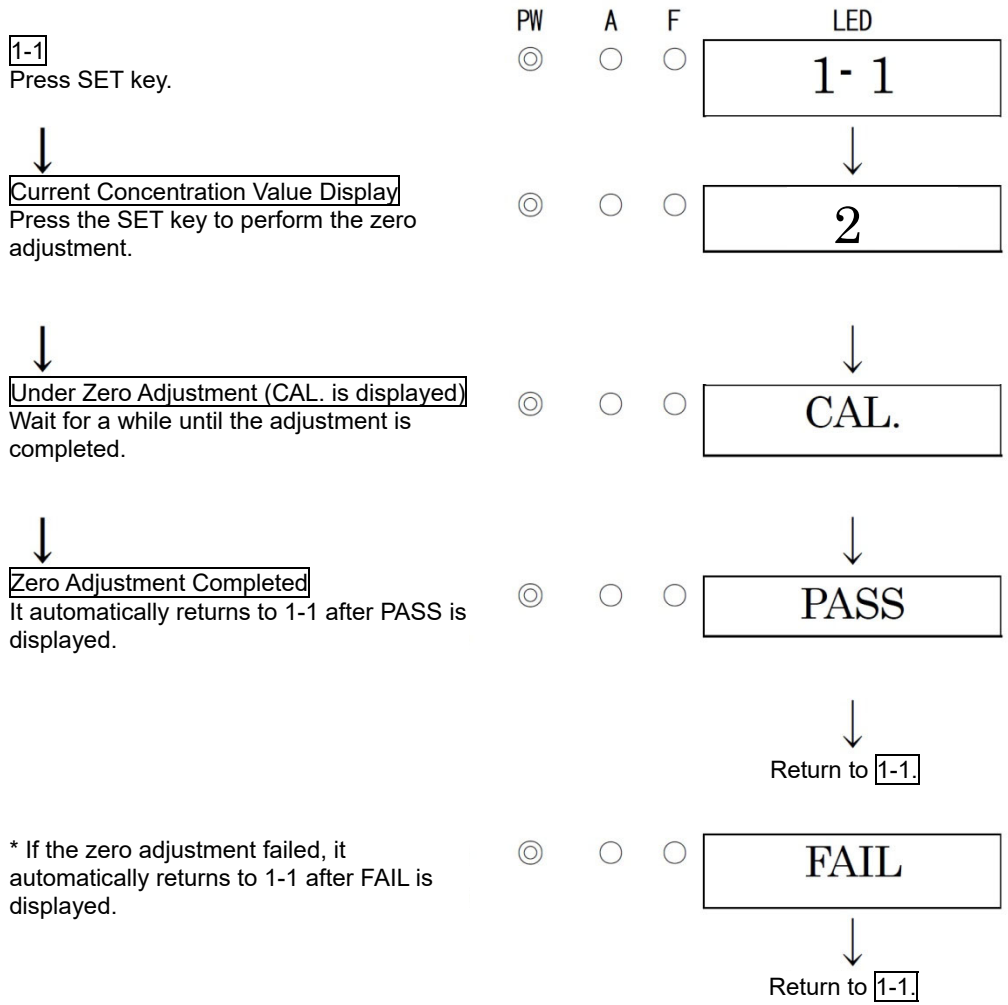 PW A F LED
1-1
Press SET key.
1- 1
Current Concentration Value Display
Press the SET key to perform the zero
adjustment.
2
Under Zero Adjustment (CAL. is displayed)
Wait for a while until the adjustment is
completed.
CAL.
Zero Adjustment Completed
It automatically returns to 1-1 after PASS is
displayed.
PASS
Return to 1-1.
* If the zero adjustment failed, it
automatically returns to 1-1 after FAIL is
displayed.
FAIL
Return to 1-1.